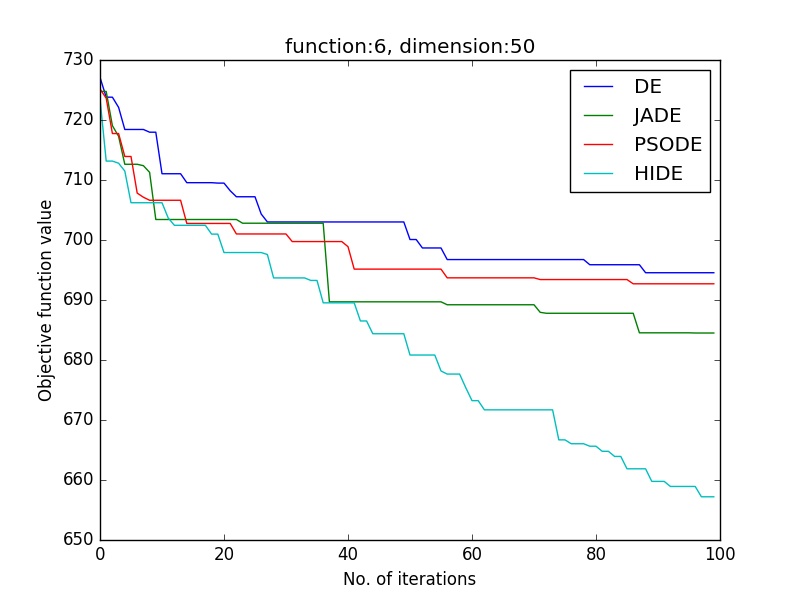 function:6, dimension:50
730
720
710
700
690
680
670
660
650
Objective function value
DE
JADE
PSODE
HIDE
0
20
40
60
80
100
No. of iterations